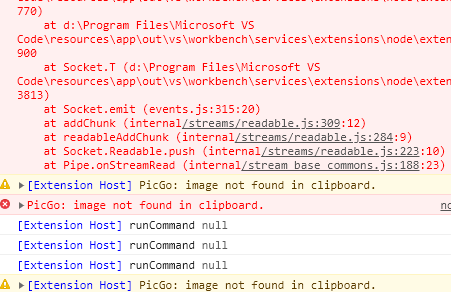 770)
at d:\Program Files\Microsoft VS
Code\resources\app\out\vs\workbench\services\extensions\node\exten
900
at Socket.T (d:\Program Files\Microsoft VS
Code\resources\app\out\vs\workbench\services\extensions\node\exten
3813)
at Socket.emit (events.js:315:20)
at addChunk (internal/streams/readable.js:309:12)
at readableAddChunk (internal/streams/readable.js:284:9)
at Socket.Readable.push (internal/streams/readable.js:223:10)
at Pipe.onStreamRead (internal/stream_base_commons.js:188:23)
[Extension Host] PicGo: image not found in clipboard.
PicGo: image not found in clipboard. no
[Extension Host] runCommand null
[Extension Host] runCommand null
[Extension Host] runCommand null
[Extension Host] PicGo: image not found in clipboard.